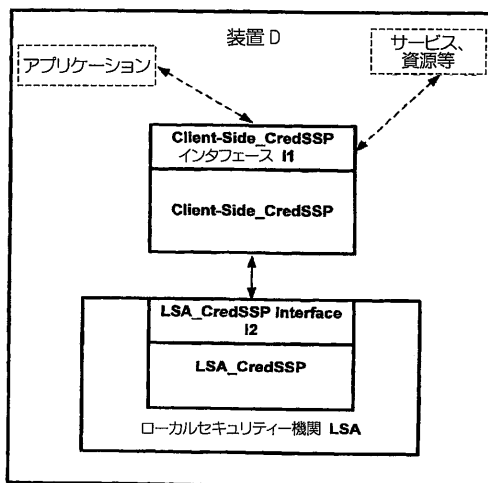 装置 D
アプリケーション
サービス、
資源等
Client-Side_CredSSP
インタフェース I1
Client-Side_CredSSP
LSA_CredSSP Interface
I2
LSA_CredSSP
ローカルセキュリティー機関 LSA